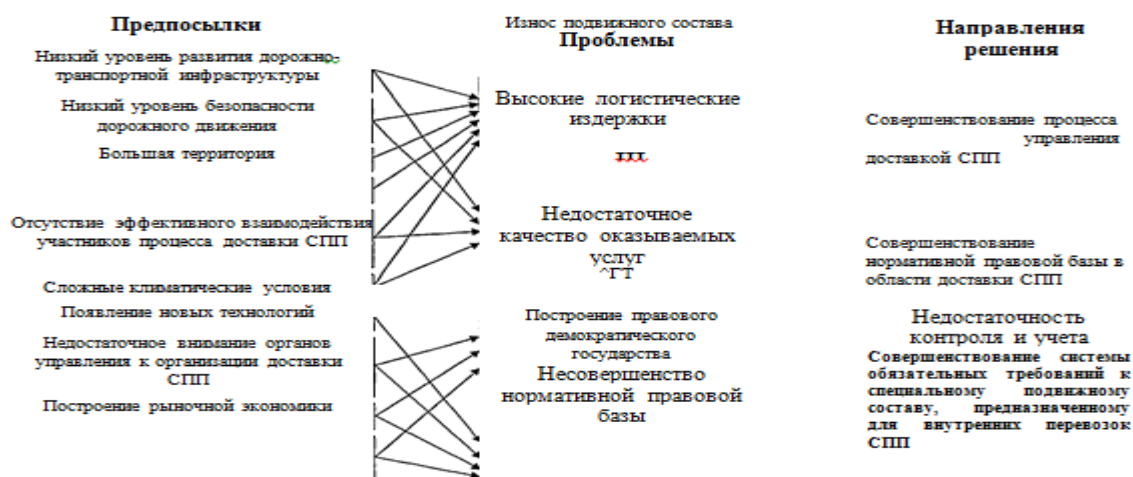 Предпосылки
Низкий уровень развития дорожно-
транспортной инфраструктуры
Низкий уровень безопасности
дорожного движения
Большая территория
Отсутствие эффективного взаимодействия
участников процесса доставки СПП
Сложные климатические условия
Появление новых технологий
Недостаточное внимание органов
управления к организации доставки
СПП
Построение рыночной экономики
Износ подвижного состава
Проблемы
Высокие логистические
издержки
ттт
Недостаточное
качество оказываемых
услуг
^ГТ
Построение правового
демократического
государства
Несовершенство
нормативной правовой
базы
Направления
решения
Совершенствование процесса
управления
доставкой СПП
Совершенствование
нормативной правовой базы в
области доставки СПП
Недостаточность
контроля и учета
Совершенствование системы
обязательных требований к
специальному подвижному
составу, предназначенному
для внутренних перевозок
СПП